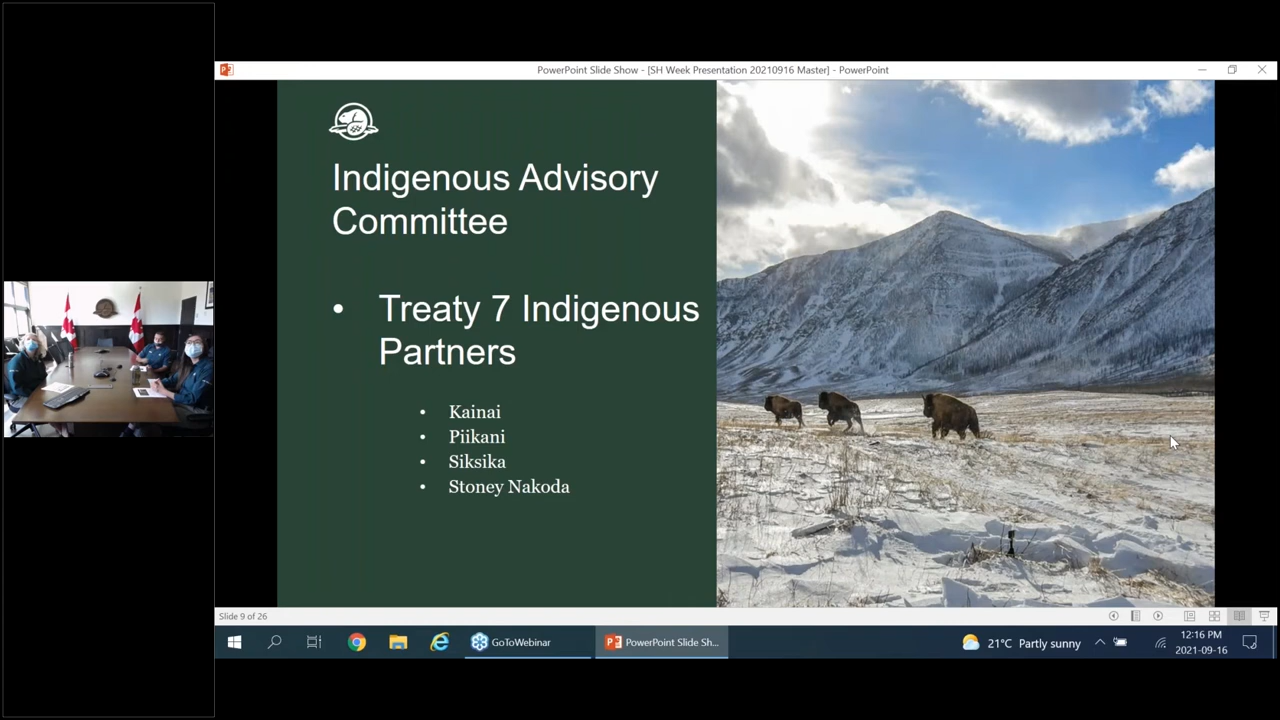 PowerPoint Slide Show - [SH Week Presentation 20210916 Master] - PowerPoint
Indigenous Advisory
Committee
• Treaty 7 Indigenous
Partners
• Kainai
• Piikani
• Siksika
• Stoney Nakoda
Slide 9 of 26
GoToWebinar
PowerPoint Slide Sh...
21°C Partly sunny
12:16 PM
2021-09-16